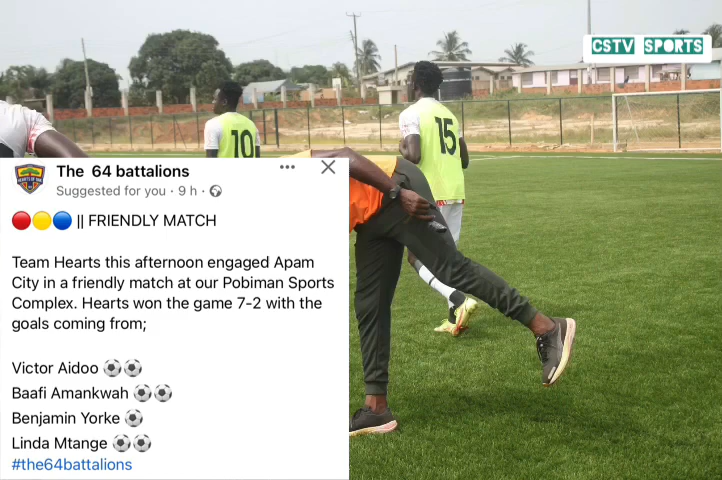 CSTV SPORTS
10
15
The 64 battalions
Suggested for you · 9 h ·
|| FRIENDLY MATCH
Team Hearts this afternoon engaged Apam
City in a friendly match at our Pobiman Sports
Complex. Hearts won the game 7-2 with the
goals coming from;
Victor Aidoo ⚽⚽
Baafi Amankwah ⚽⚽
Benjamin Yorke ⚽
Linda Mtange ⚽⚽
#the64battalions